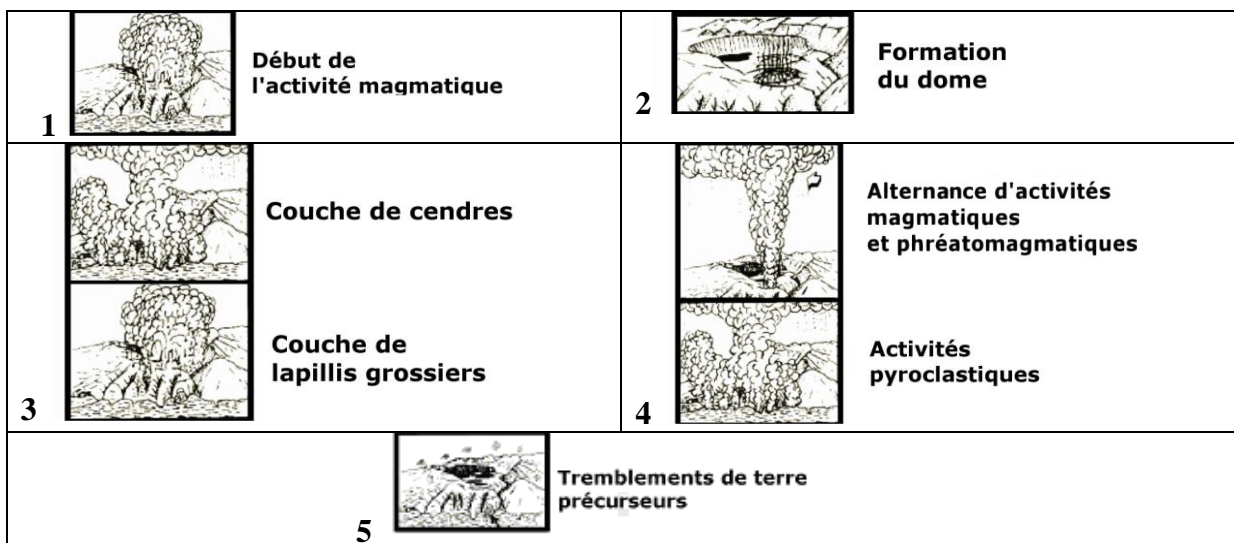 1
Début de
l'activité magmatique
2
Formation
du dome
3
Couche de cendres
Couche de
lapillis grossiers
4
Alternance d'activités
magmatiques
et phréatomagmatiques
Activités
pyroclastiques
5
Tremblements de terre
précurseurs